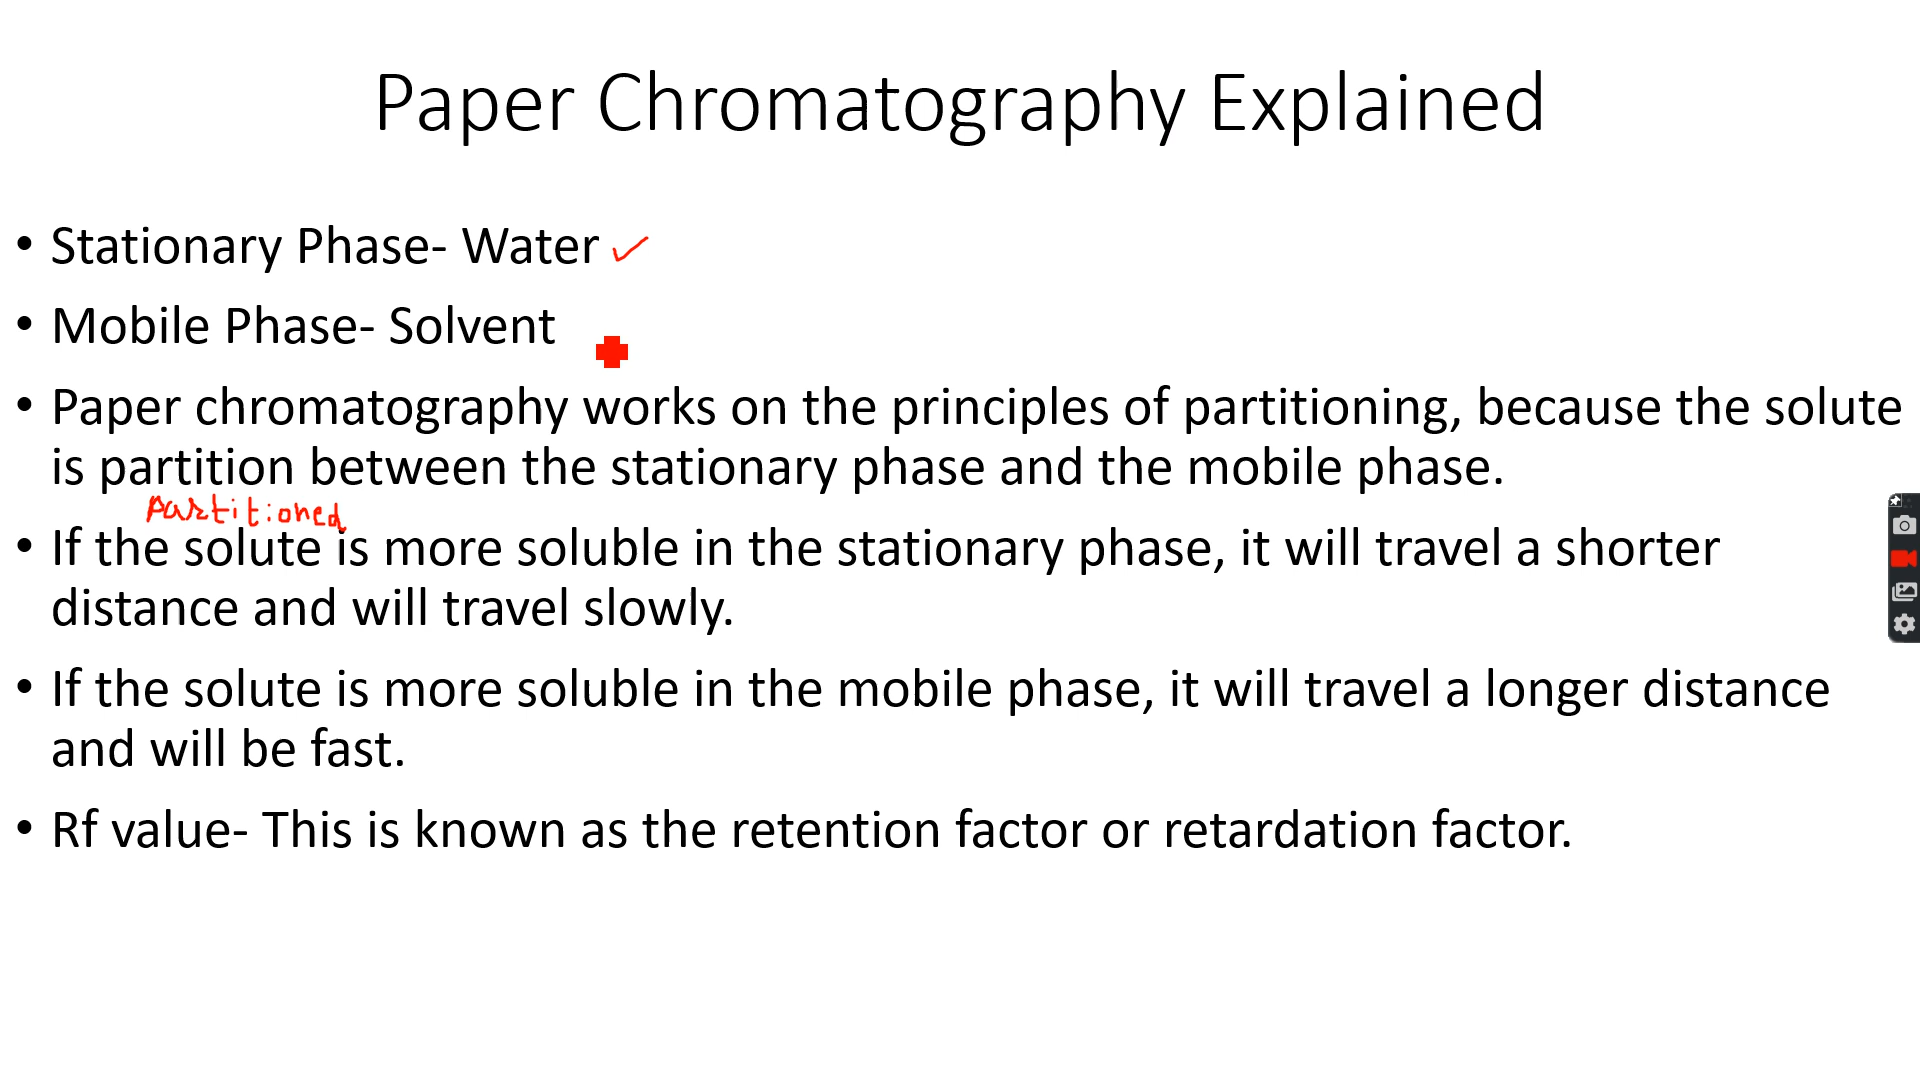 Paper Chromatography Explained
• Stationary Phase- Water
• Mobile Phase- Solvent
• Paper chromatography works on the principles of partitioning, because the solute
is partition between the stationary phase and the mobile phase.
Partitioned
• If the solute is more soluble in the stationary phase, it will travel a shorter
distance and will travel slowly.
• If the solute is more soluble in the mobile phase, it will travel a longer distance
and will be fast.
• Rf value- This is known as the retention factor or retardation factor.